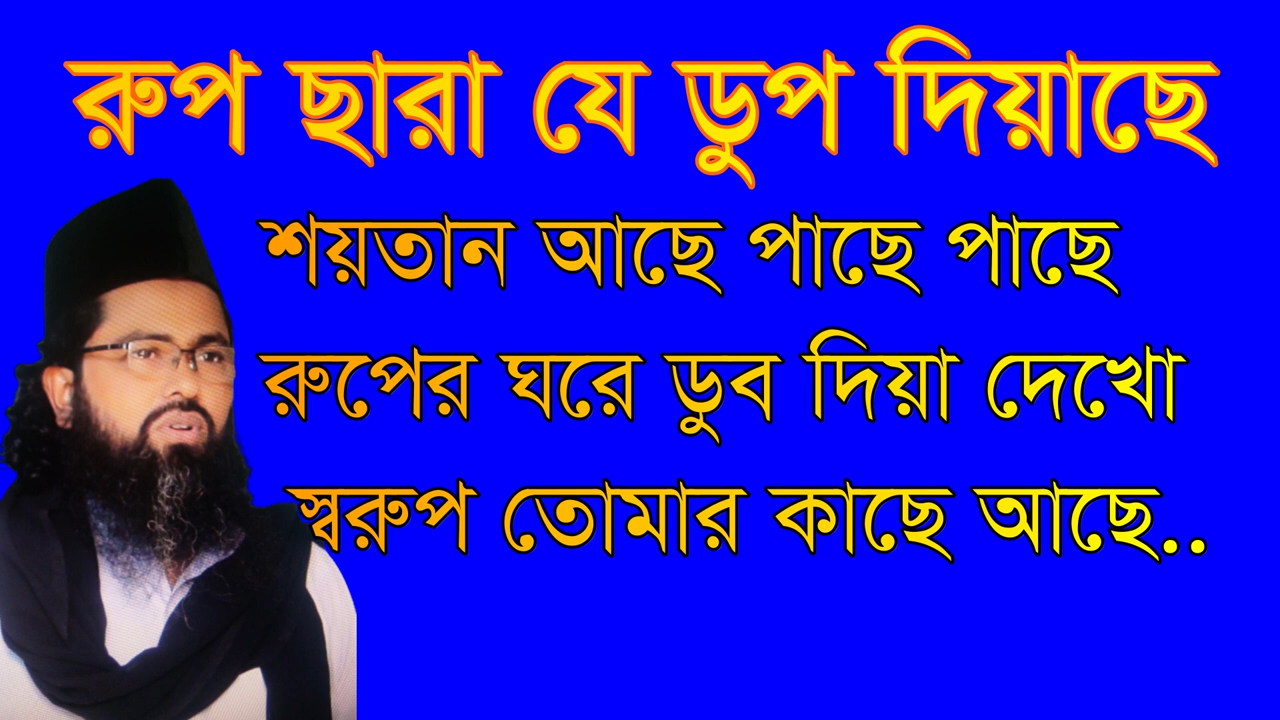 রুপ ছারা যে ডুপ দিয়াছে
শয়তান আছে পাছে পাছে
রুপের ঘরে ডুব দিয়া দেখো
স্বরুপ তোমার কাছে আছে..